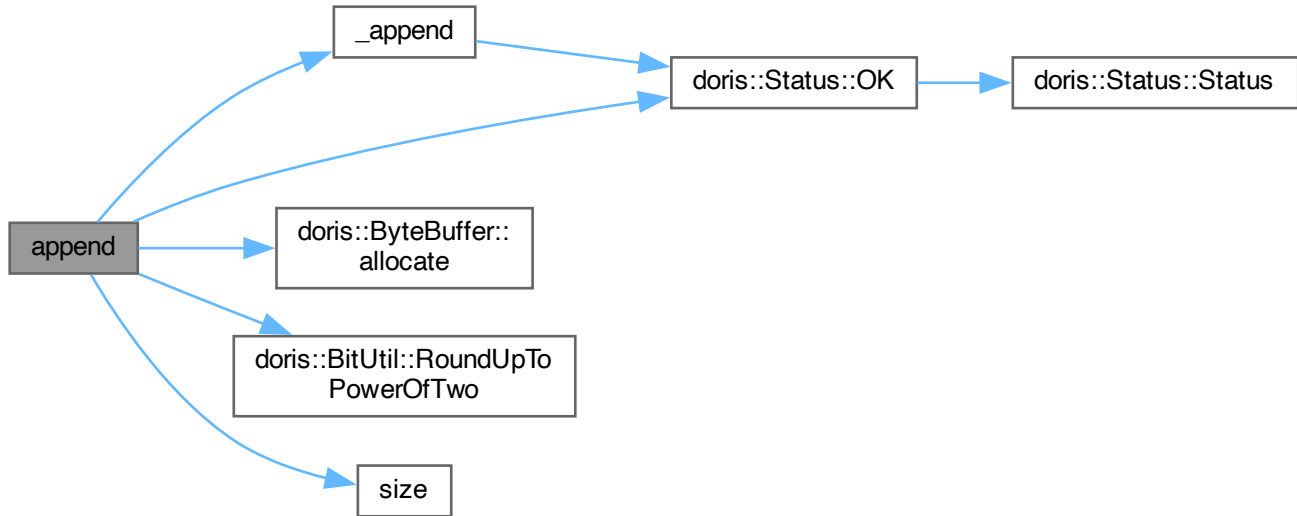 _append
doris::Status::OK
doris::Status::Status
append
doris::ByteBuffer::
allocate
doris::BitUtil::RoundUpTo
PowerOfTwo
size